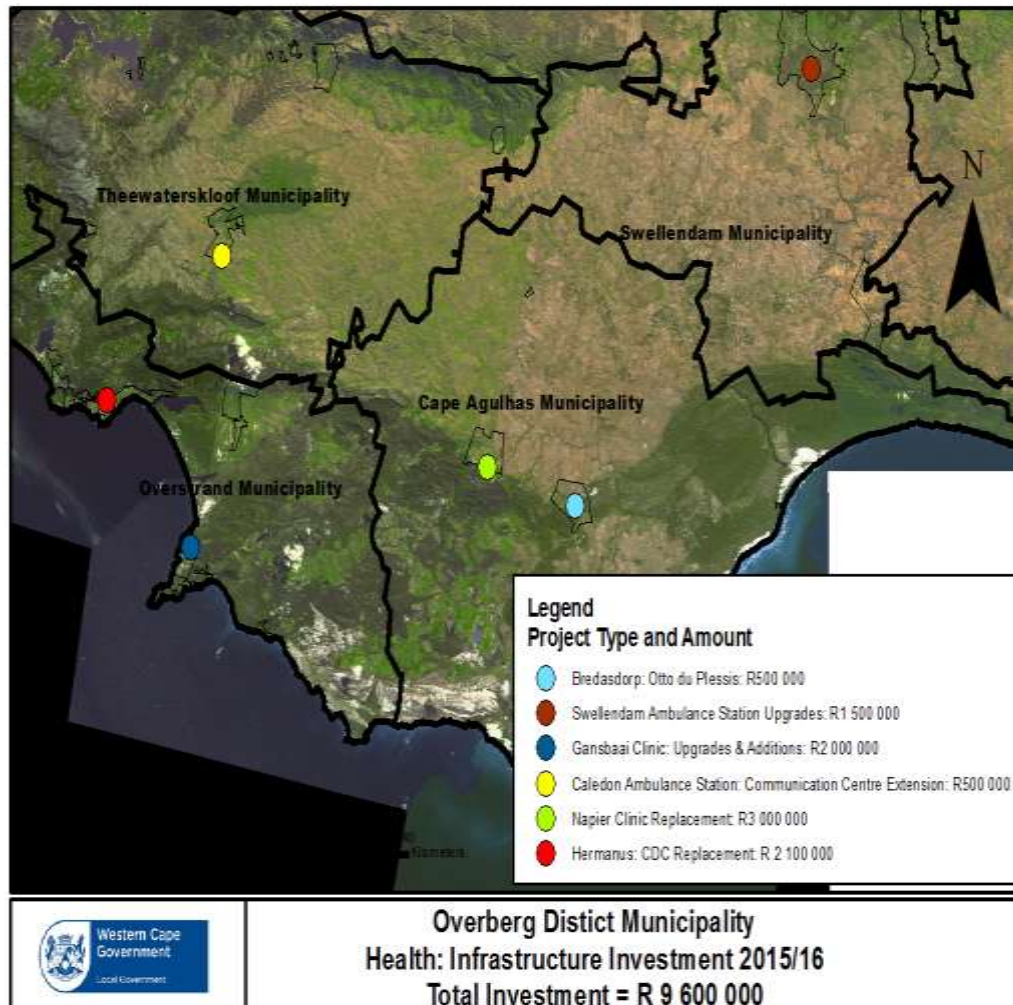 Theewaterskloof Municipality
N
Swellendam Municipality
Cape Agulhas Municipality
Overstrand Municipality
Legend
Project Type and Amount
Bredasdorp: Otto du Plessis: R500 000
Swellendam Ambulance Station Upgrades: R1 500 000
Gansbaai Clinic: Upgrades & Additions: R2 000 000
Caledon Ambulance Station: Communication Centre Extension: R500 000
Napier Clinic Replacement: R3 000 000
Hermanus: CDC Replacement: R 2 100 000
Kilometers
Western Cape
Government
Local Government
Overberg Distict Municipality
Health: Infrastructure Investment 2015/16
Total Investment = R 9 600 000